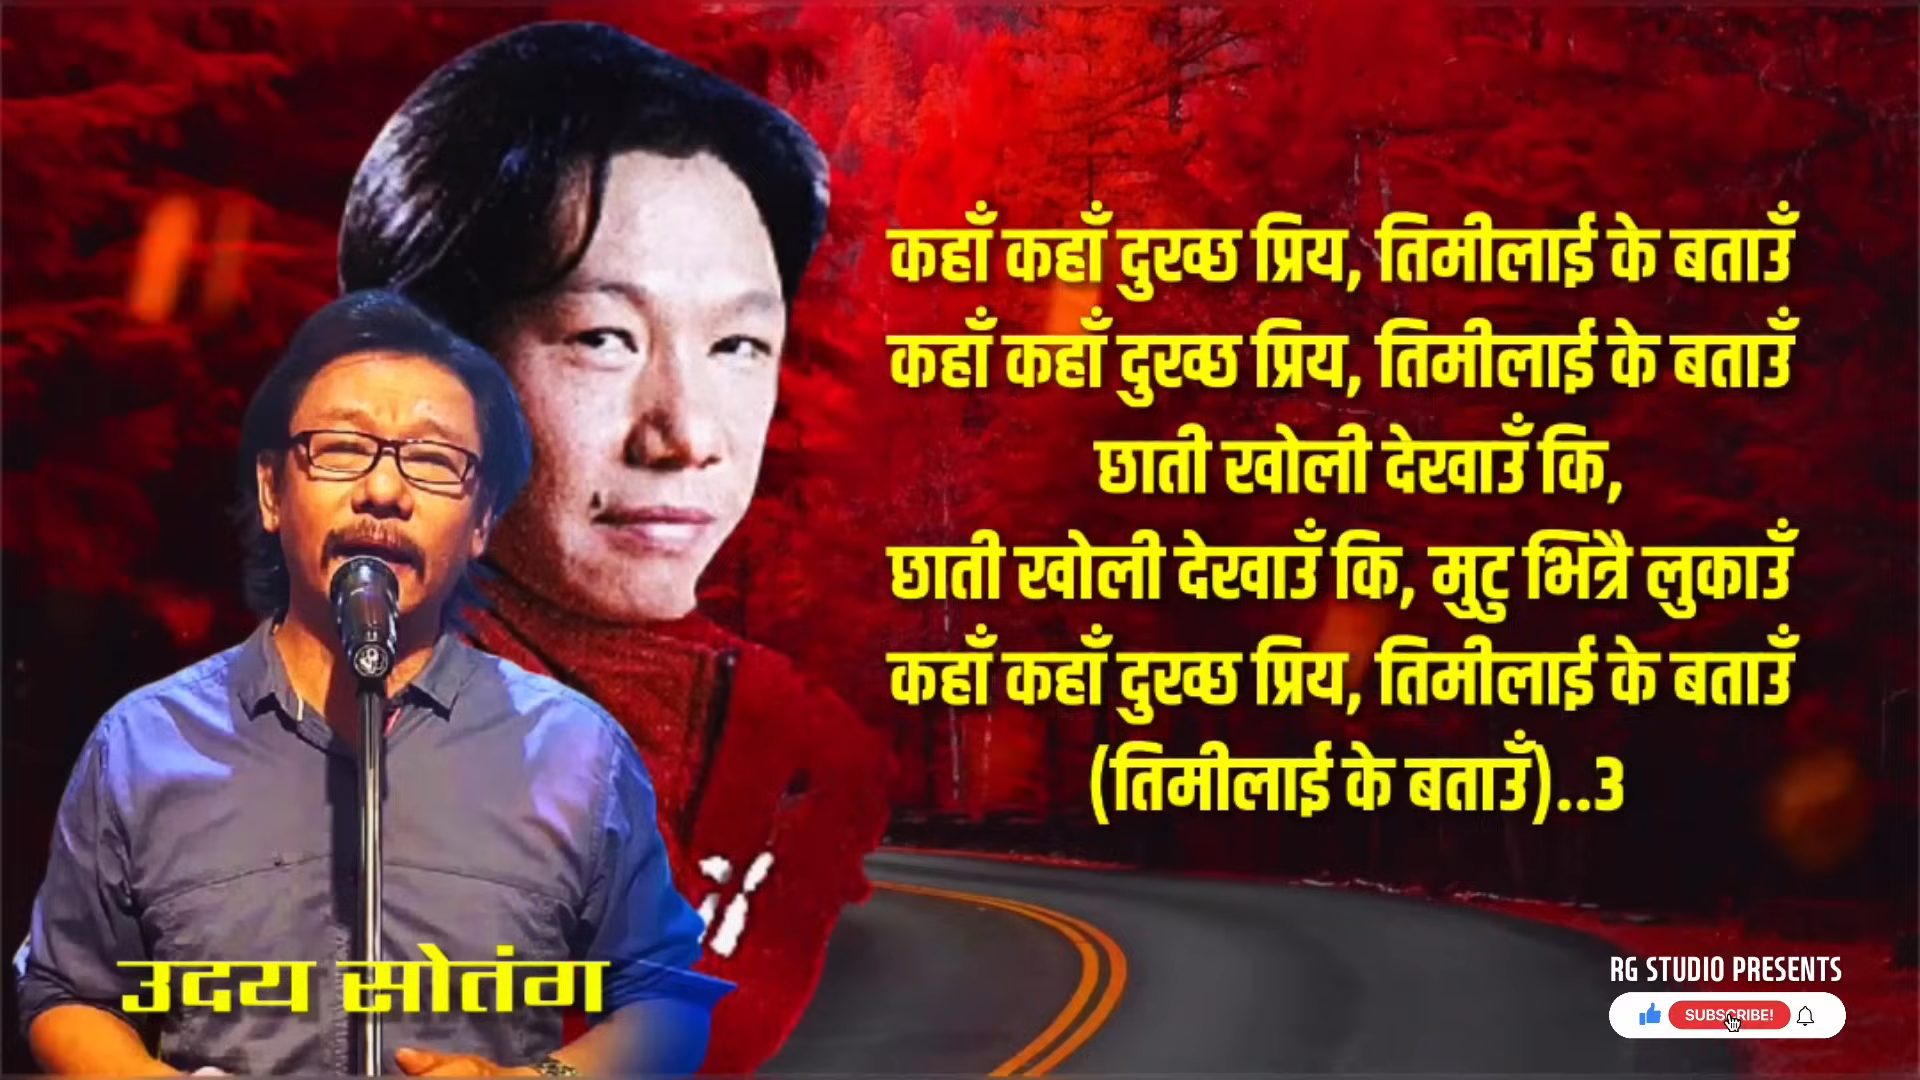 कहाँ कहाँ दुख्छ प्रिय, तिमीलाई के बताउँ
कहाँ कहाँ दुख्छ प्रिय, तिमीलाई के बताउँ
छाती खोली देखाउँ कि,
छाती खोली देखाउँ कि, मुटु भित्रै लुकाउँ
कहाँ कहाँ दुख्छ प्रिय, तिमीलाई के बताउँ
(तिमीलाई के बताउँ)..3
उदय सोतंग
RG STUDIO PRESENTS
SUBSCRIBE!